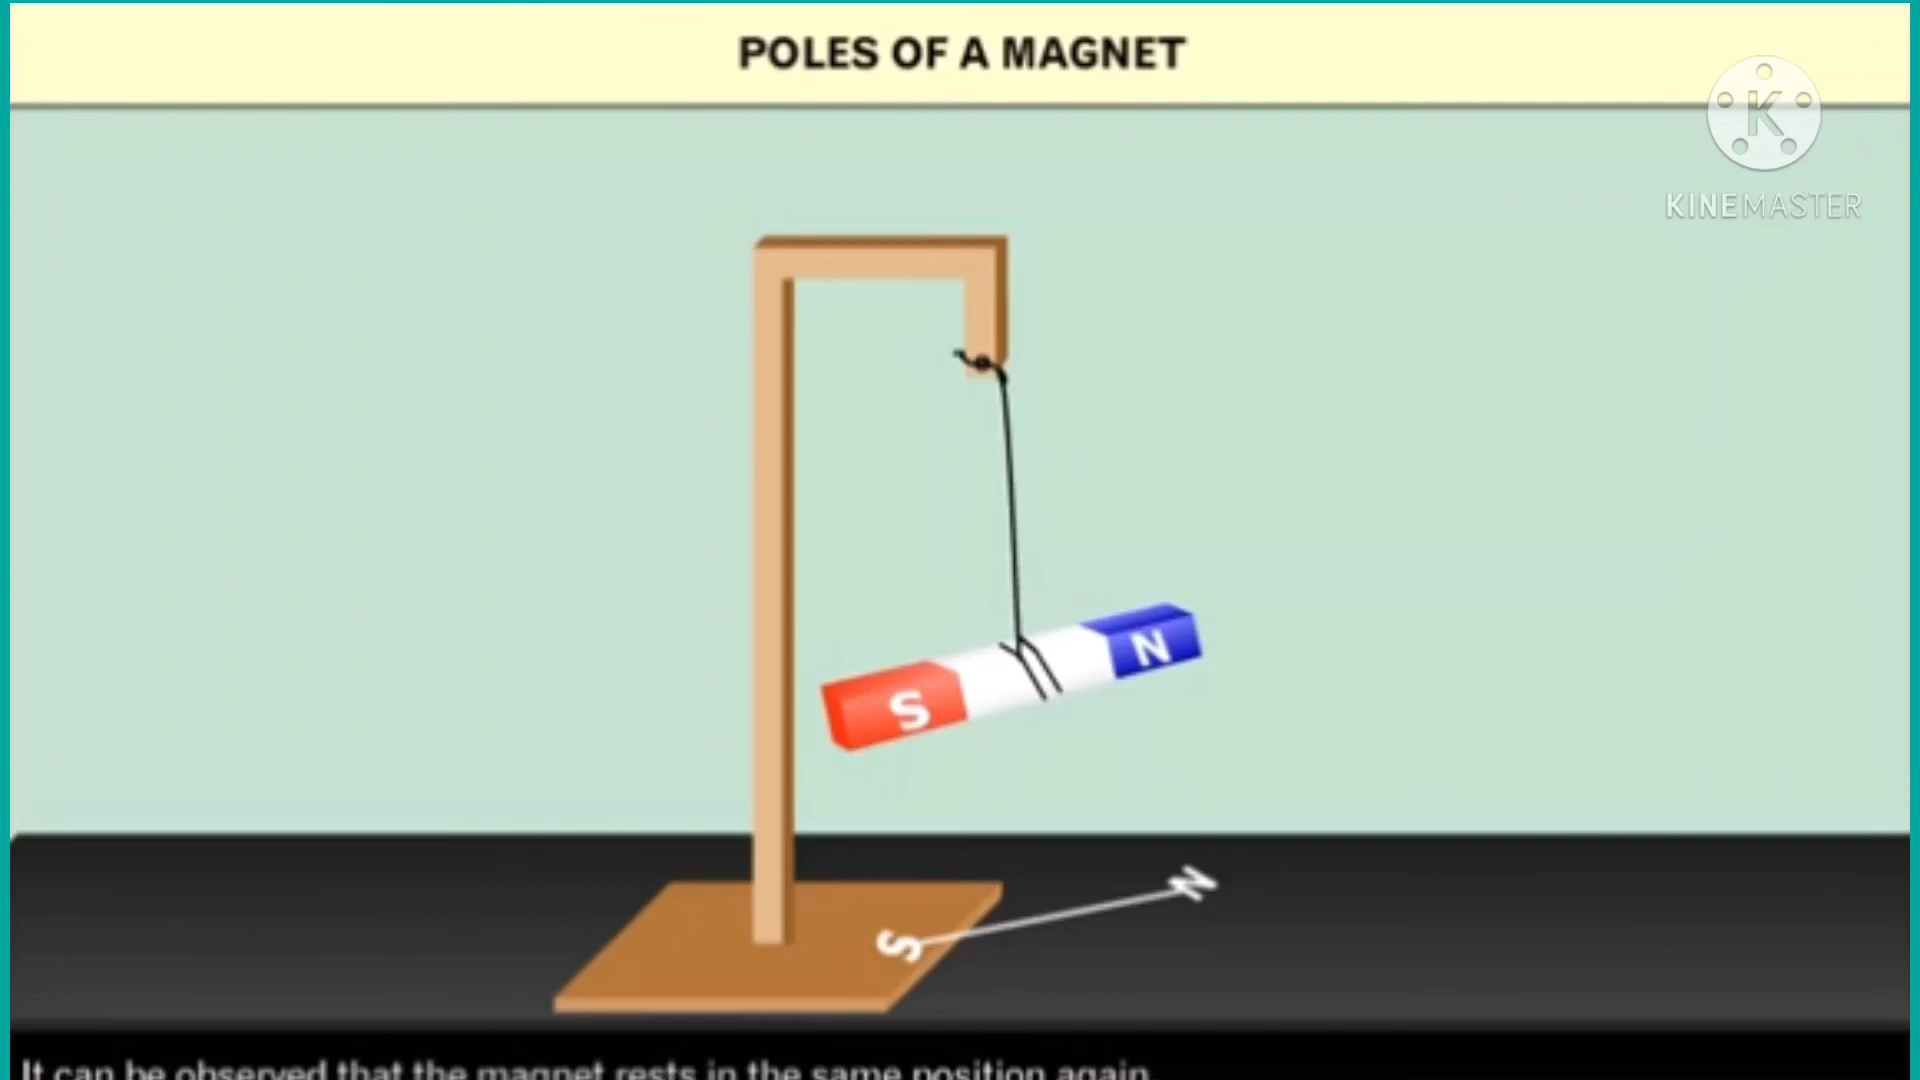 POLES OF A MAGNET
K
KINEMASTER
N
S
N
S
It can be observed that the magnet rests in the same position again